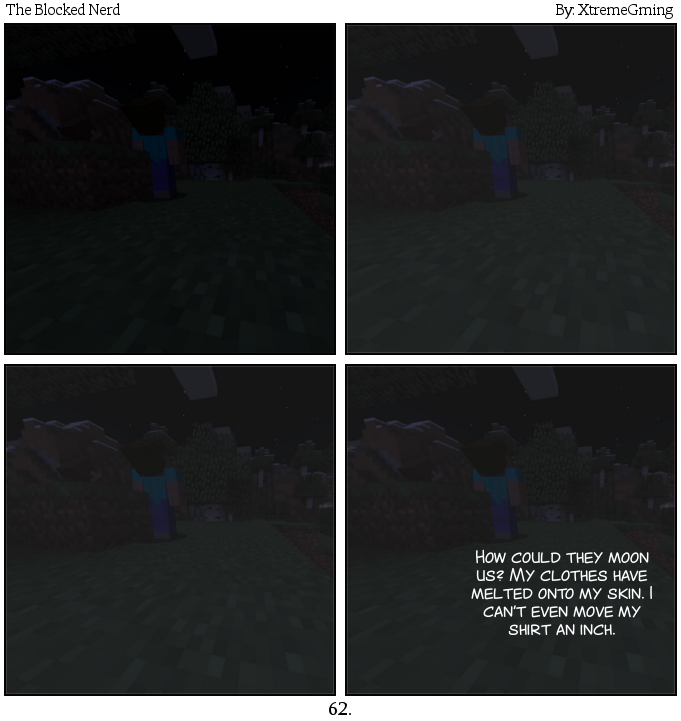 The Blocked Nerd
By: XtremeGming
How could they moon
us? My clothes have
melted onto my skin. I
can't even move my
shirt an inch.
62.